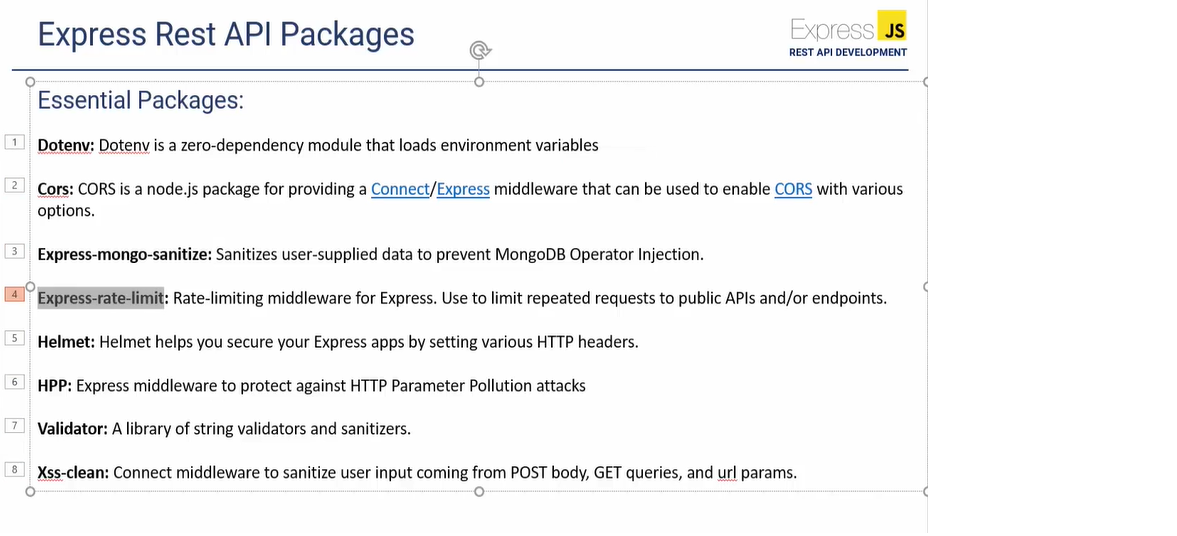 Express Rest API Packages
Express JS
REST API DEVELOPMENT
Essential Packages:
1 Dotenv: Dotenv is a zero-dependency module that loads environment variables
2 Cors: CORS is a node.js package for providing a Connect/Express middleware that can be used to enable CORS with various
options.
3 Express-mongo-sanitize: Sanitizes user-supplied data to prevent MongoDB Operator Injection.
4 Express-rate-limit: Rate-limiting middleware for Express. Use to limit repeated requests to public APIs and/or endpoints.
5 Helmet: Helmet helps you secure your Express apps by setting various HTTP headers.
6 HPP: Express middleware to protect against HTTP Parameter Pollution attacks
7 Validator: A library of string validators and sanitizers.
8 Xss-clean: Connect middleware to sanitize user input coming from POST body, GET queries, and url params.